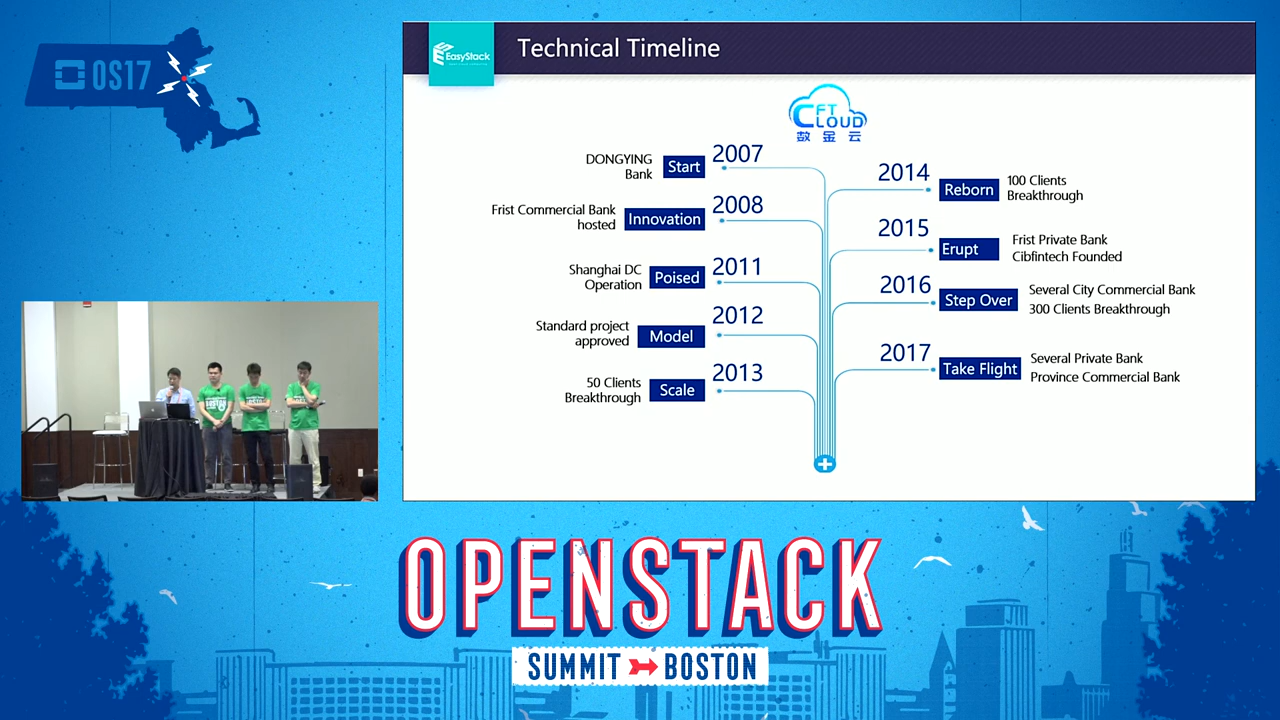 OS17
EasyStack
Technical Timeline
CFT
CLOUD
数金云
DONGYING
Bank
Start
2007
Frist Commercial Bank
hosted
Innovation
2008
Shanghai DC
Operation
Poised
2011
Standard project
approved
Model
2012
50 Clients
Breakthrough
Scale
2013
2014
Reborn
100 Clients
Breakthrough
2015
Erupt
Frist Private Bank
Cibfintech Founded
2016
Step Over
Several City Commercial Bank
300 Clients Breakthrough
2017
Take Flight
Several Private Bank
Province Commercial Bank
OPENSTACK
SUMMIT BOSTON